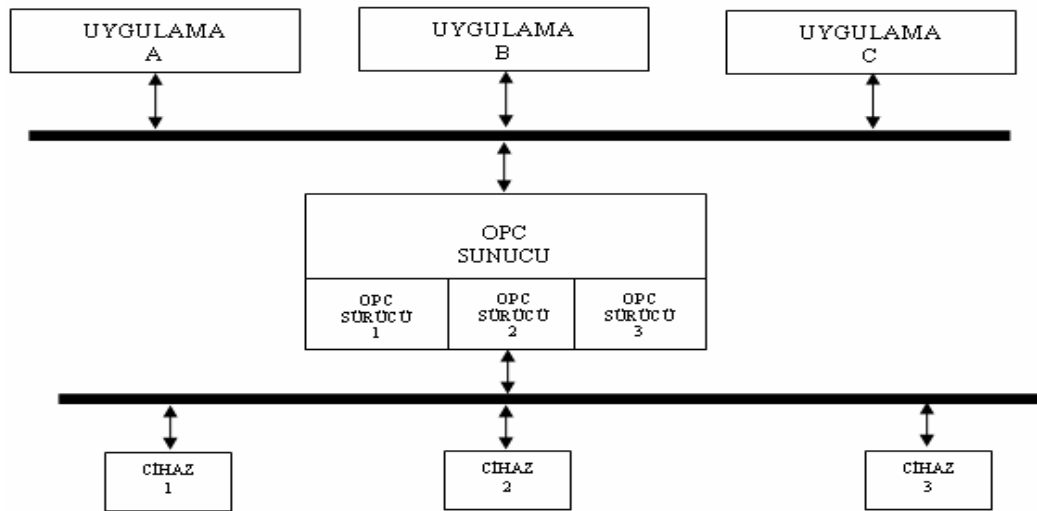 UYGULAMA
A
UYGULAMA
B
UYGULAMA
C
OPC
SUNUCU
OPC
SÜRÜCÜ
1
OPC
SÜRÜCÜ
2
OPC
SÜRÜCÜ
3
CİHAZ
1
CİHAZ
2
CİHAZ
3